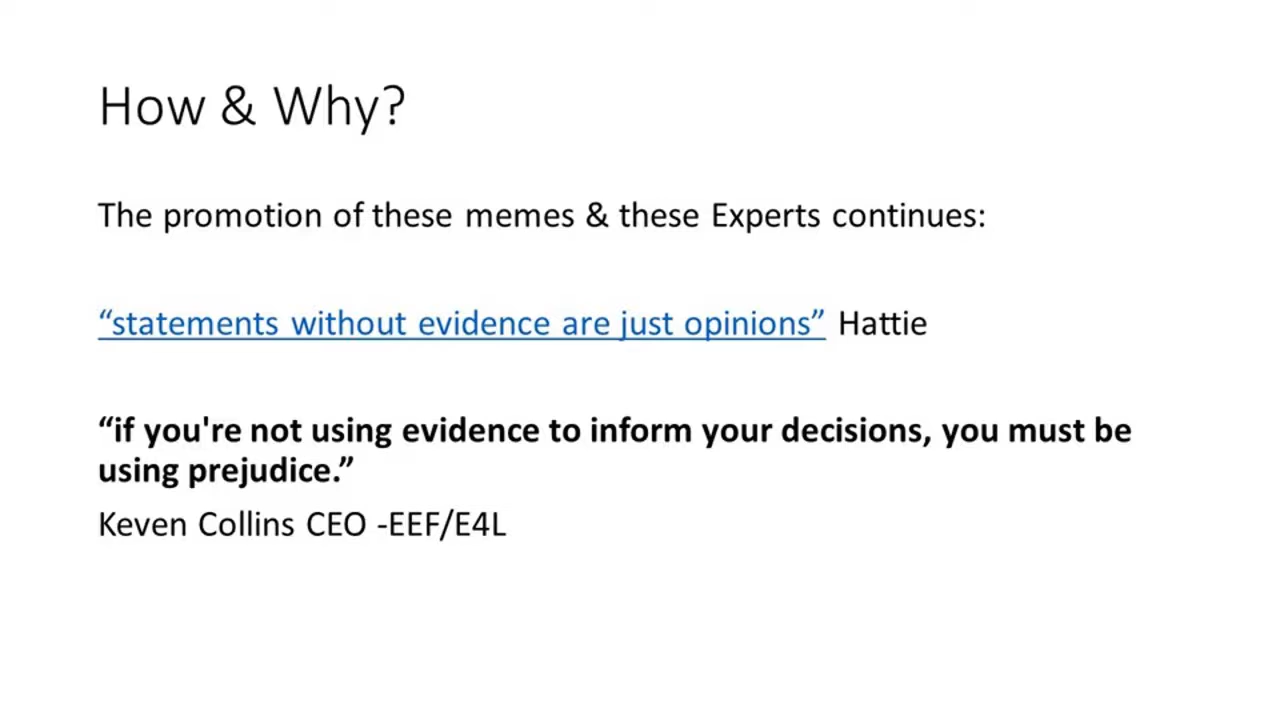 How & Why?
The promotion of these memes & these Experts continues:
“statements without evidence are just opinions” Hattie
“if you're not using evidence to inform your decisions, you must be
using prejudice.”
Keven Collins CEO -EEF/E4L